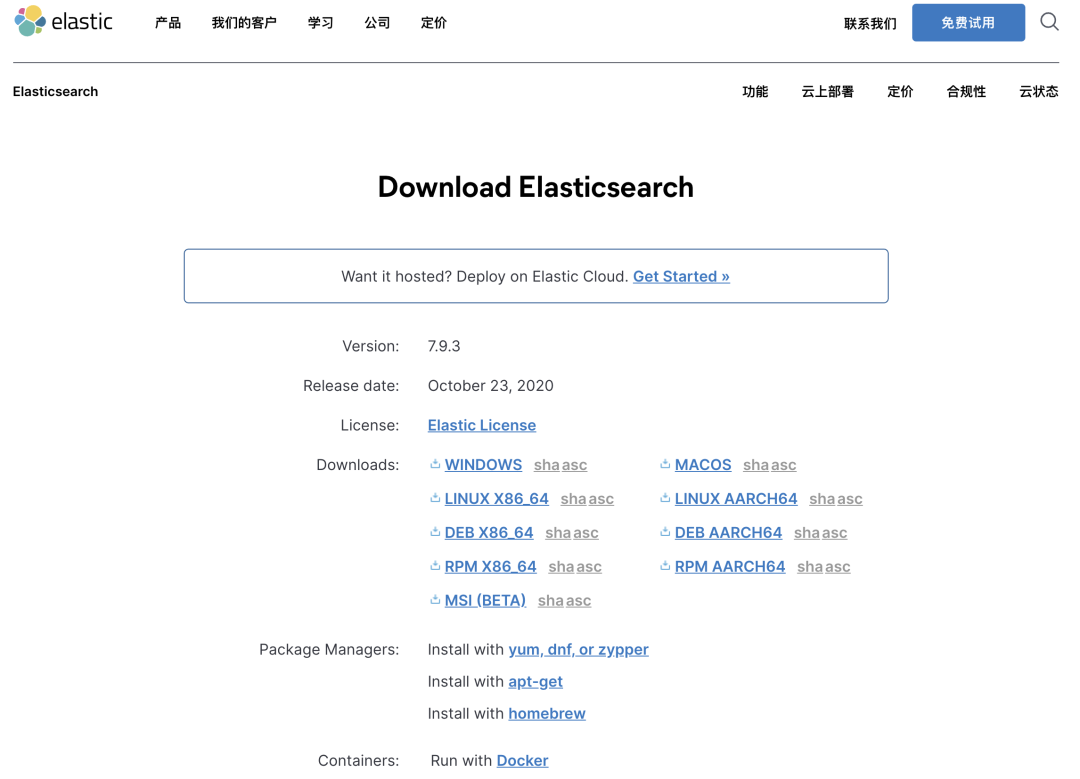 elastic 产品 我们的客户 学习 公司 定价 联系我们 免费试用
Elasticsearch 功能 云上部署 定价 合规性 云状态
Download Elasticsearch
Want it hosted? Deploy on Elastic Cloud. Get Started »
Version: 7.9.3
Release date: October 23, 2020
License: Elastic License
Downloads: WINDOWS sha asc MACOS sha asc
LINUX X86_64 sha asc LINUX AARCH64 sha asc
DEB X86_64 sha asc DEB AARCH64 sha asc
RPM X86_64 sha asc RPM AARCH64 sha asc
MSI (BETA) sha asc
Package Managers: Install with yum, dnf, or zypper
Install with apt-get
Install with homebrew
Containers: Run with Docker